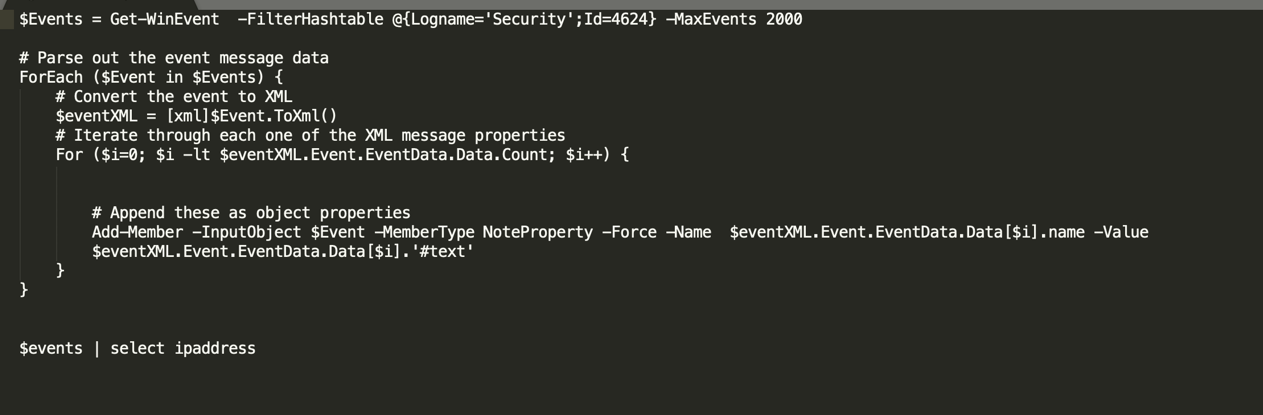 $Events = Get-WinEvent  -FilterHashtable @{Logname='Security';Id=4624} -MaxEvents 2000
# Parse out the event message data
ForEach ($Event in $Events) {
    # Convert the event to XML
    $eventXML = [xml]$Event.ToXml()
    # Iterate through each one of the XML message properties
    For ($i=0; $i -lt $eventXML.Event.EventData.Data.Count; $i++) {
        # Append these as object properties
        Add-Member -InputObject $Event -MemberType NoteProperty -Force -Name  $eventXML.Event.EventData.Data[$i].name -Value
        $eventXML.Event.EventData.Data[$i].'#text'
    }
}
$events | select ipaddress